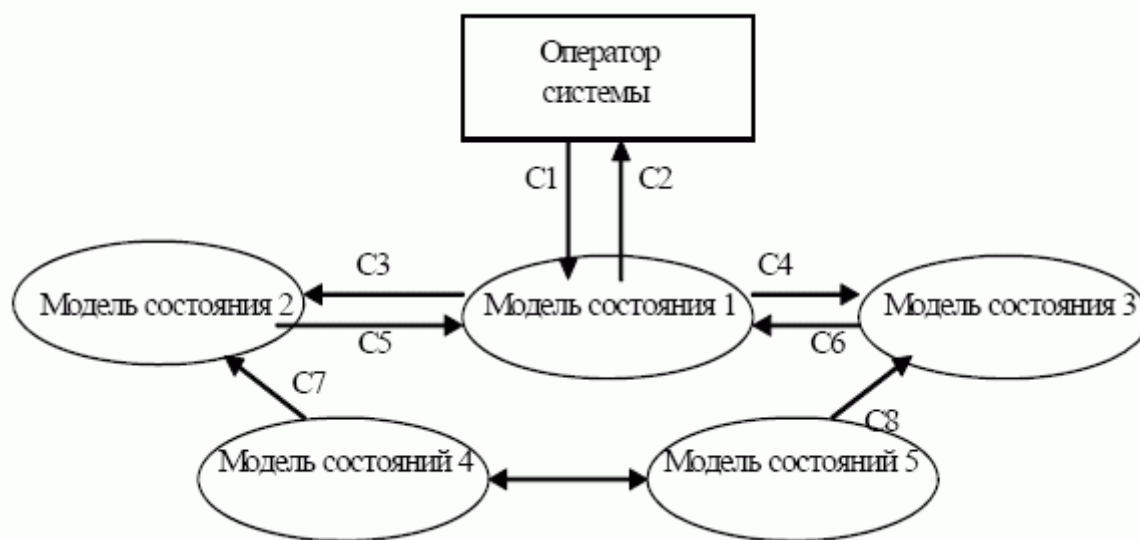 Оператор
системы
C1
C2
C3
C4
Модель состояния 2
Модель состояния 1
Модель состояния 3
C5
C6
C7
C8
Модель состояний 4
Модель состояний 5